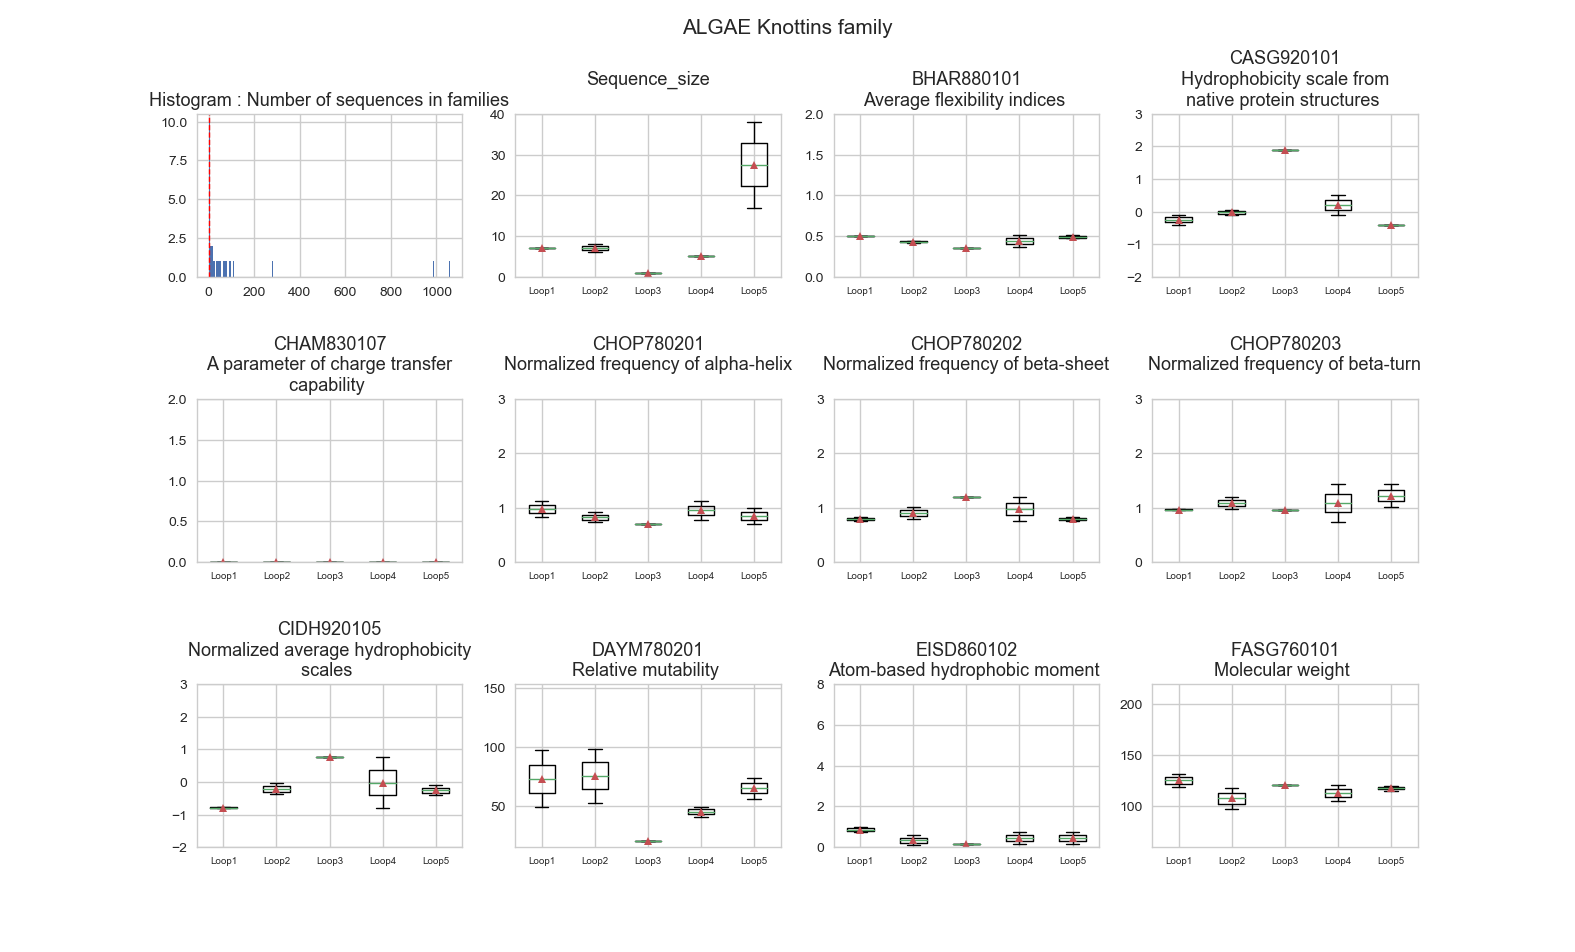 ALGAE Knottins family
Histogram : Number of sequences in families
10.0
7.5
5.0
2.5
0.0
0 200 400 600 800 1000
Sequence_size
40
30
20
10
0
Loop1 Loop2 Loop3 Loop4 Loop5
BHAR880101
Average flexibility indices
2.0
1.5
1.0
0.5
0.0
Loop1 Loop2 Loop3 Loop4 Loop5
CASG920101
Hydrophobicity scale from
native protein structures
3
2
1
0
−1
−2
Loop1 Loop2 Loop3 Loop4 Loop5
CHAM830107
A parameter of charge transfer
capability
2.0
1.5
1.0
0.5
0.0
Loop1 Loop2 Loop3 Loop4 Loop5
CHOP780201
Normalized frequency of alpha-helix
3
2
1
0
Loop1 Loop2 Loop3 Loop4 Loop5
CHOP780202
Normalized frequency of beta-sheet
3
2
1
0
Loop1 Loop2 Loop3 Loop4 Loop5
CHOP780203
Normalized frequency of beta-turn
3
2
1
0
Loop1 Loop2 Loop3 Loop4 Loop5
CIDH920105
Normalized average hydrophobicity
scales
3
2
1
0
−1
−2
Loop1 Loop2 Loop3 Loop4 Loop5
DAYM780201
Relative mutability
150
100
50
Loop1 Loop2 Loop3 Loop4 Loop5
EISD860102
Atom-based hydrophobic moment
8
6
4
2
0
Loop1 Loop2 Loop3 Loop4 Loop5
FASG760101
Molecular weight
200
150
100
Loop1 Loop2 Loop3 Loop4 Loop5